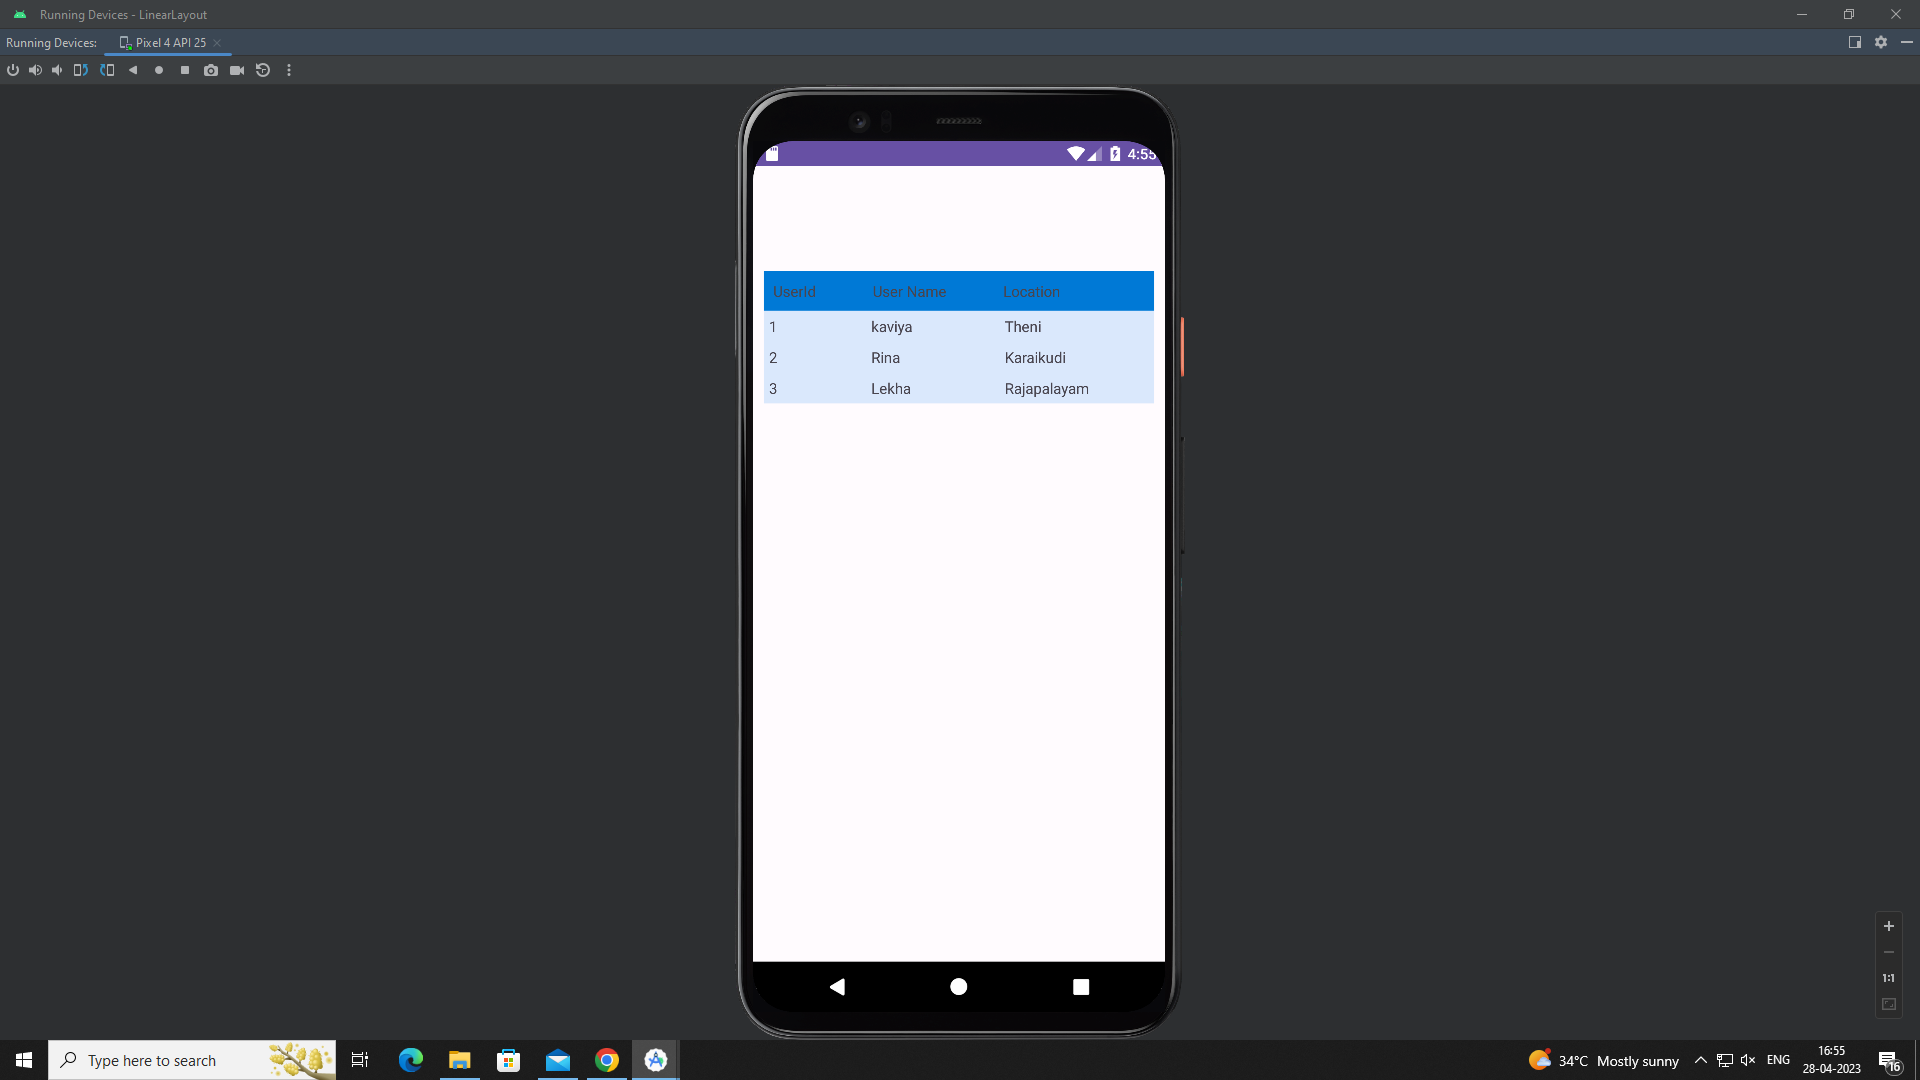 Running Devices - LinearLayout
Running Devices: Pixel 4 API 25
4:55
UserId User Name Location
1 kaviya Theni
2 Rina Karaikudi
3 Lekha Rajapalayam
1:1
Type here to search
34°C Mostly sunny
ENG
16:55
28-04-2023
16